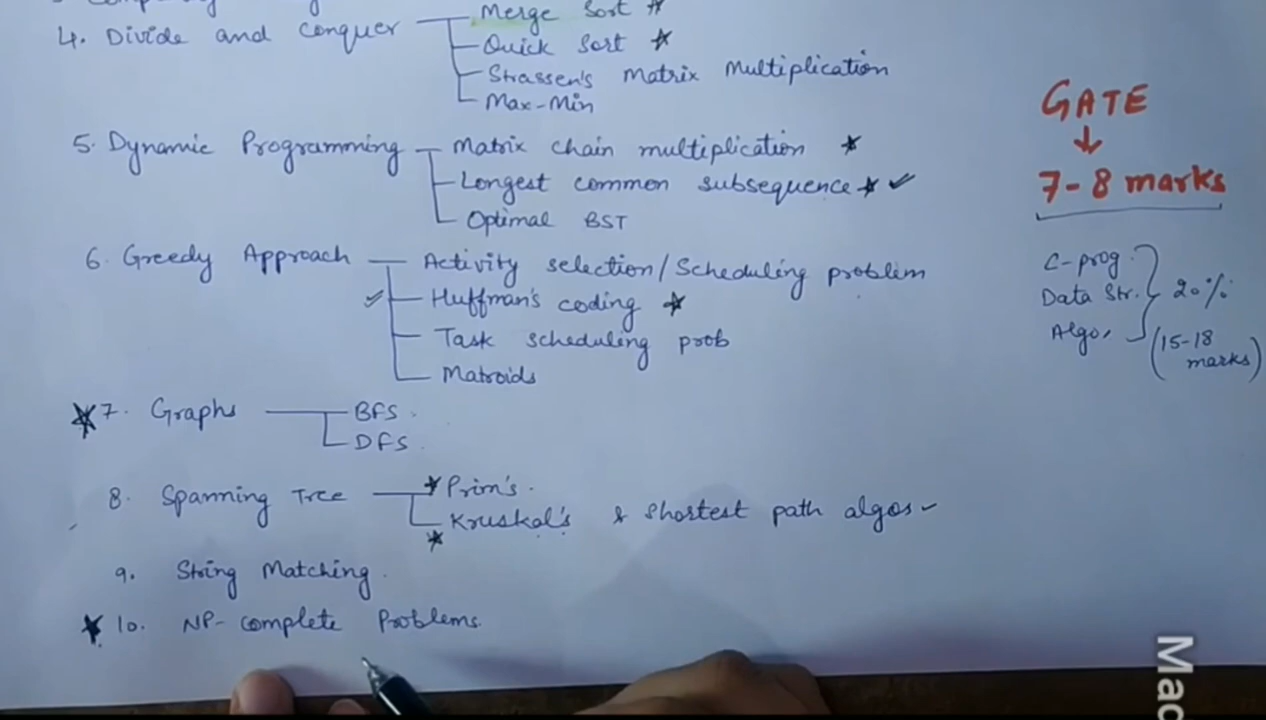 4. Divide and conquer
Merge Sort
Quick Sort
Strassen's Matrix Multiplication
Max-Min
5. Dynamic Programming
Matrix chain multiplication
Longest common subsequence
Optimal BST
6. Greedy Approach
Activity selection/Scheduling problem
Huffman's coding
Task scheduling prob
Matroids
7. Graphs
BFS.
DFS.
8. Spanning Tree
Prim's.
Kruskal's & shortest path algos
9. String Matching.
10. NP-complete Problems.
GATE
7-8 marks
C-prog.
Data Str.
Algo.
20%
(15-18
marks)